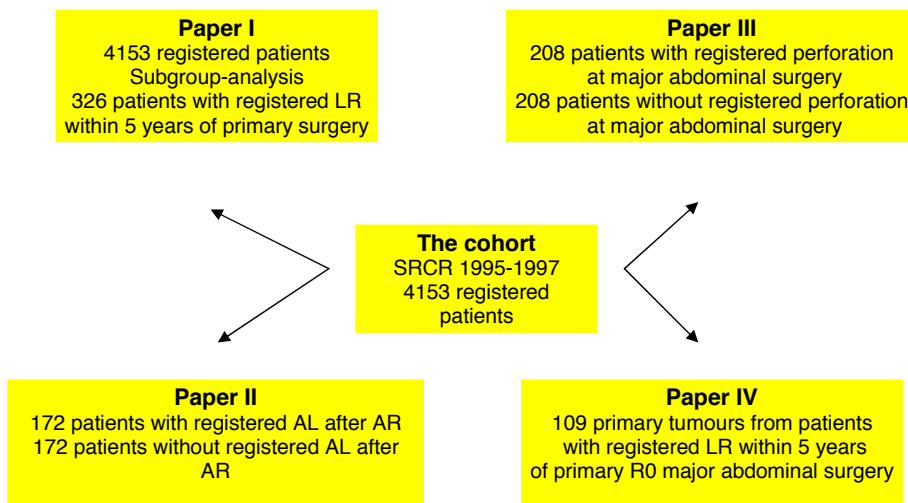 Paper I
4153 registered patients
Subgroup-analysis
326 patients with registered LR
within 5 years of primary surgery
Paper III
208 patients with registered perforation
at major abdominal surgery
208 patients without registered perforation
at major abdominal surgery
The cohort
SRCR 1995-1997
4153 registered
patients
Paper II
172 patients with registered AL after AR
172 patients without registered AL after
AR
Paper IV
109 primary tumours from patients
with registered LR within 5 years
of primary R0 major abdominal surgery